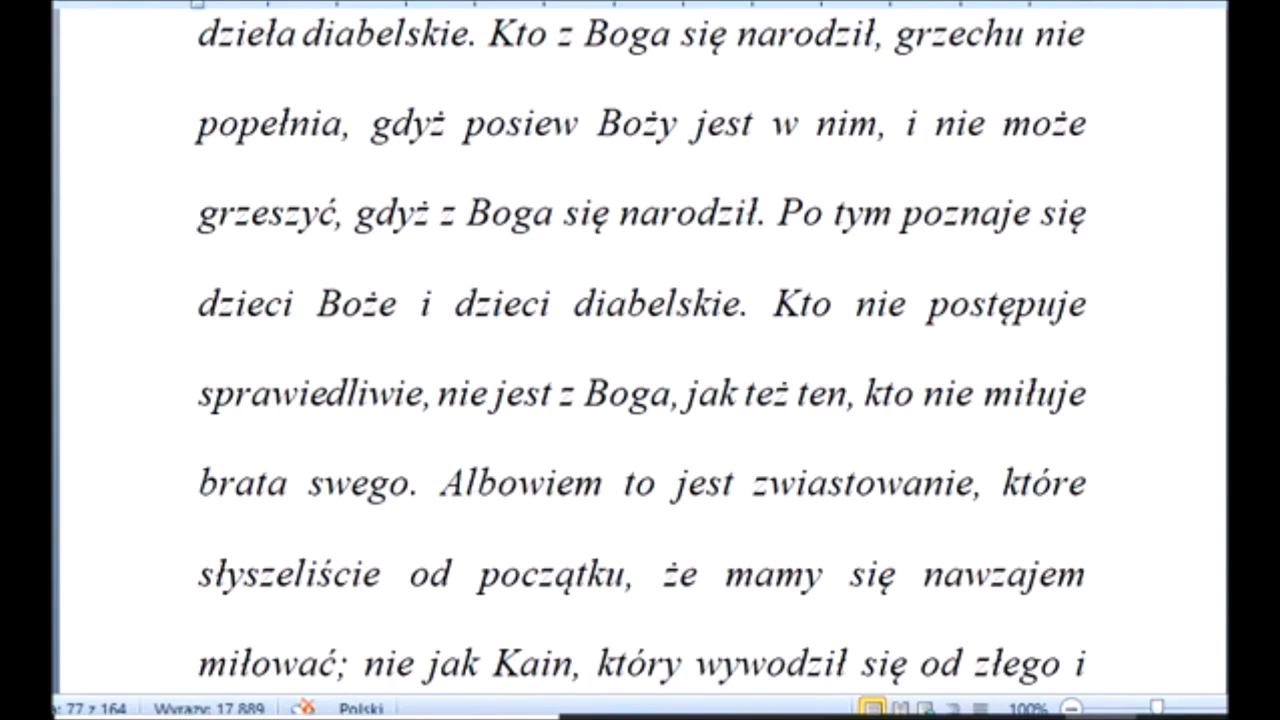 dzieła diabelskie. Kto z Boga się narodził, grzechu nie
popełnia, gdyż posiew Boży jest w nim, i nie może
grzeszyć, gdyż z Boga się narodził. Po tym poznaje się
dzieci Boże i dzieci diabelskie. Kto nie postępuje
sprawiedliwie, nie jest z Boga, jak też ten, kto nie miłuje
brata swego. Albowiem to jest zwiastowanie, które
słyszeliście od początku, że mamy się nawzajem
miłować; nie jak Kain, który wywodził się od złego i
: 77 z 164 Wyrazy: 17 889 Polski 100%